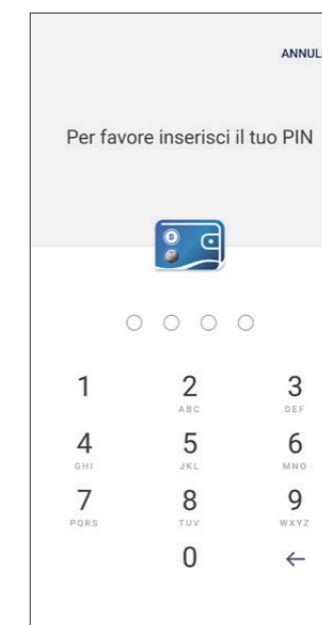 ANNUL
Per favore inserisci il tuo PIN
1 2 3
ABC DEF
4 5 6
GHI JKL MNO
7 8 9
PQRS TUV WXYZ
0 ←